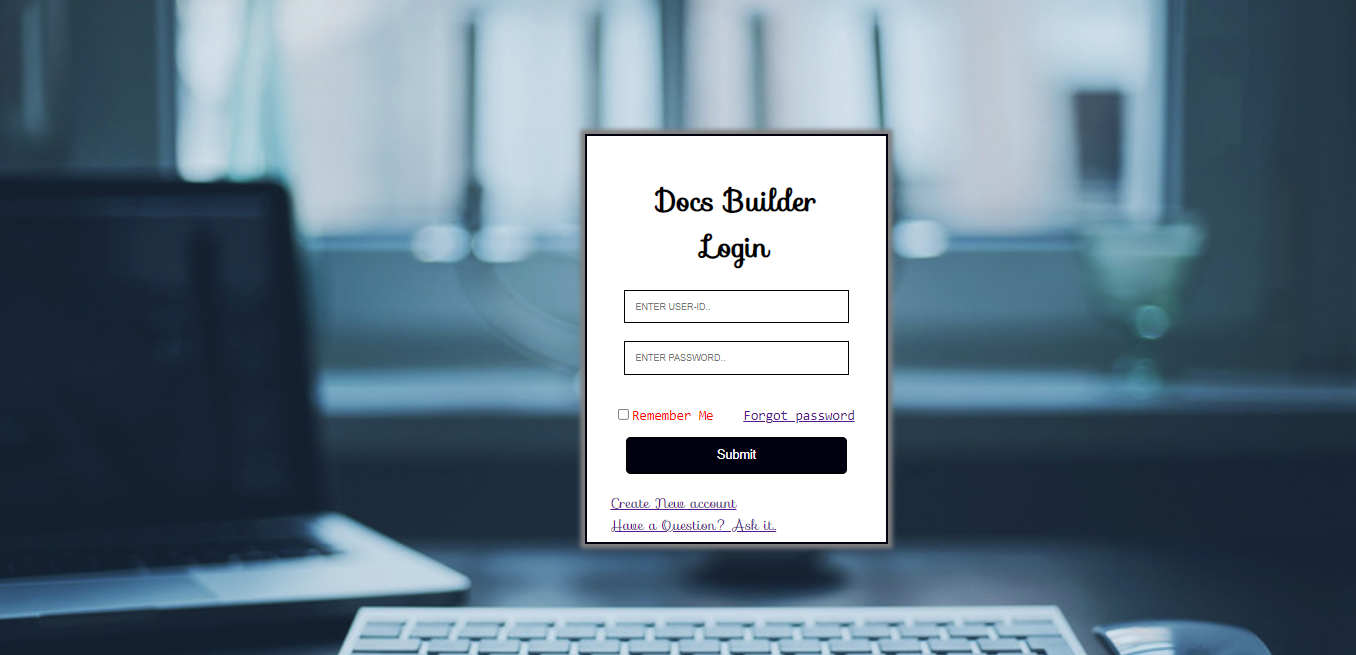 Docs Builder
Login
ENTER USER-ID..
ENTER PASSWORD..
Remember Me Forgot password
Submit
Create New account
Have a Question? Ask it.